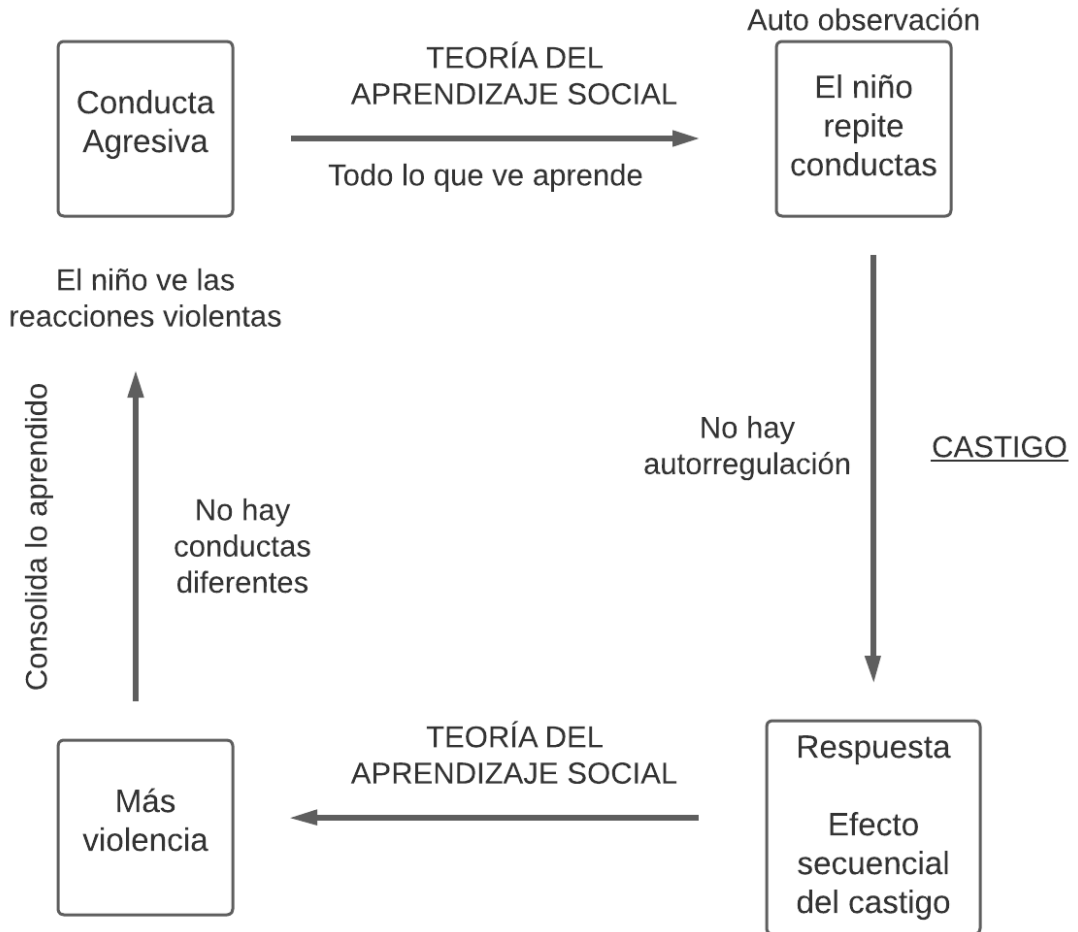 Auto observación
Conducta
Agresiva
TEORÍA DEL
APRENDIZAJE SOCIAL
Todo lo que ve aprende
El niño
repite
conductas
El niño ve las
reacciones violentas
No hay
autorregulación
CASTIGO
Consolida lo aprendido
No hay
conductas
diferentes
Más
violencia
TEORÍA DEL
APRENDIZAJE SOCIAL
Respuesta
Efecto
secuencial
del castigo